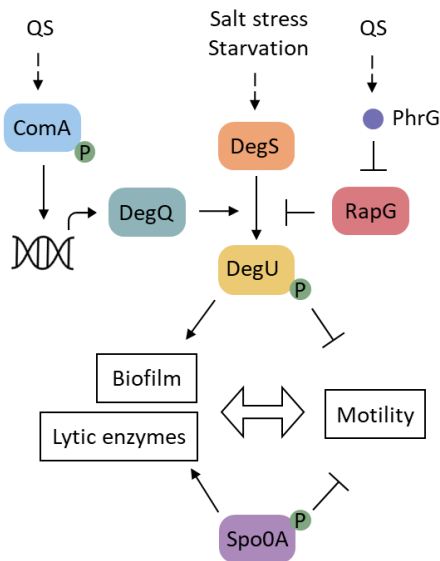 QS
Salt stress
Starvation
QS
ComA
P
PhrG
DegS
DegQ
RapG
DegU
P
Biofilm
Lytic enzymes
Motility
Spo0A
P